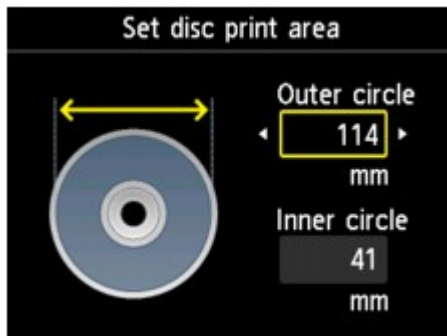 Set disc print area
Outer circle
114
mm
Inner circle
41
mm